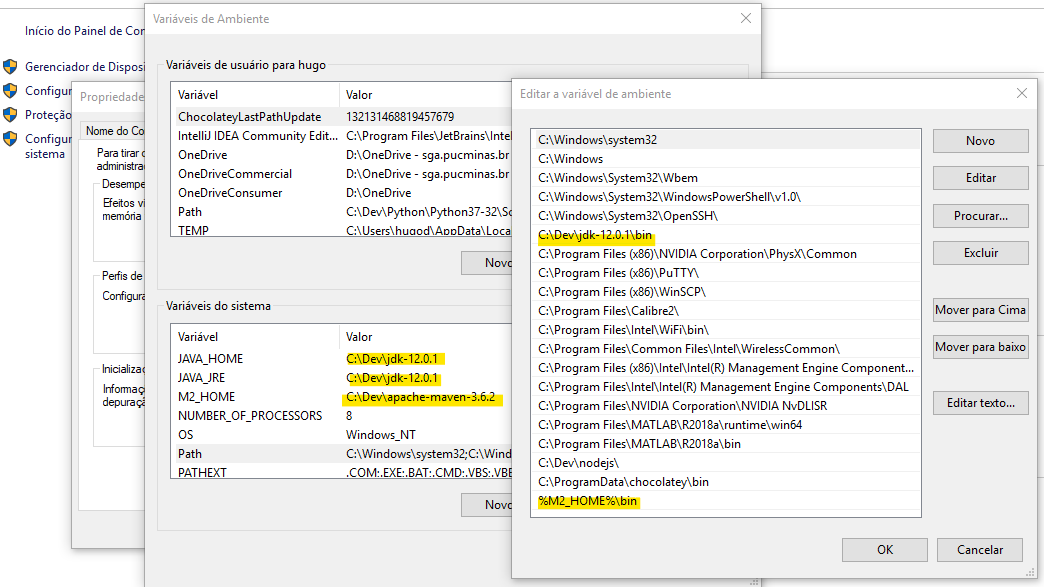 Início do Painel de Cor
Gerenciador de Disposi
Configur
Proteção
Configur
sistema
Propriedade
Nome do Co
Para tirar
administra
Desempe
Efeitos vi
memória
Perfis de
Configura
Inicializaç
Informaç
depuraçã
Variáveis de Ambiente
Variáveis de usuário para hugo
Variável Valor
ChocolateyLastPathUpdate 132131468819457679
IntelliJ IDEA Community Edit... C:\Program Files\JetBrains\Inte
OneDrive D:\OneDrive - sga.pucminas.br
OneDriveCommercial D:\OneDrive - sga.pucminas.br
OneDriveConsumer D:\OneDrive
Path C:\Dev\Python\Python37-32\Sc
TEMP C:\Users\hugod\AppData\Loca
Novo
Variáveis do sistema
Variável Valor
JAVA_HOME C:\Dev\jdk-12.0.1
JAVA_JRE C:\Dev\jdk-12.0.1
M2_HOME C:\Dev\apache-maven-3.6.2
NUMBER_OF_PROCESSORS 8
OS Windows_NT
Path C:\Windows\system32;C:\Wind
PATHEXT .COM;.EXE;.BAT;.CMD;.VBS;.VBE
Novo
Editar a variável de ambiente
C:\Windows\system32
C:\Windows
C:\Windows\System32\Wbem
C:\Windows\System32\WindowsPowerShell\v1.0\
C:\Windows\System32\OpenSSH\
C:\Dev\jdk-12.0.1\bin
C:\Program Files (x86)\NVIDIA Corporation\PhysX\Common
C:\Program Files (x86)\PuTTY\
C:\Program Files (x86)\WinSCP\
C:\Program Files\Calibre2\
C:\Program Files\Intel\WiFi\bin\
C:\Program Files\Common Files\Intel\WirelessCommon\
C:\Program Files (x86)\Intel\Intel(R) Management Engine Component...
C:\Program Files\Intel\Intel(R) Management Engine Components\DAL
C:\Program Files\NVIDIA Corporation\NVIDIA NvDLISR
C:\Program Files\MATLAB\R2018a\runtime\win64
C:\Program Files\MATLAB\R2018a\bin
C:\Dev\nodejs\
C:\ProgramData\chocolatey\bin
%M2_HOME%\bin
Novo
Editar
Procurar...
Excluir
Mover para Cima
Mover para baixo
Editar texto...
OK
Cancelar